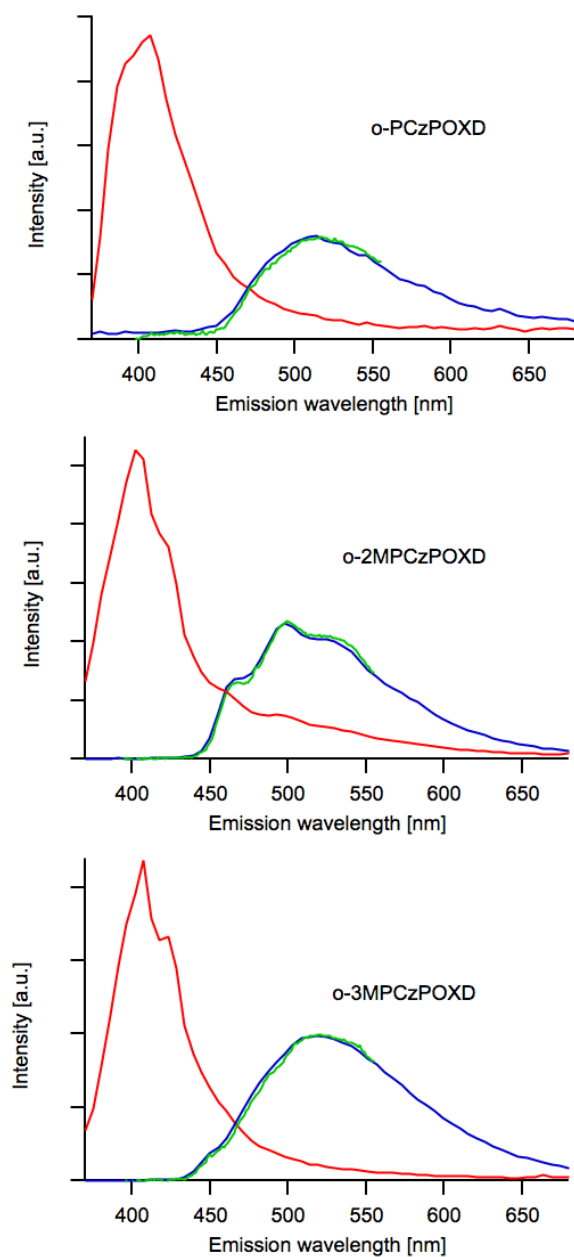 Intensity [a.u.]
o-PCzPOXD
400 450 500 550 600 650
Emission wavelength [nm]
Intensity [a.u.]
o-2MPCzPOXD
400 450 500 550 600 650
Emission wavelength [nm]
Intensity [a.u.]
o-3MPCzPOXD
400 450 500 550 600 650
Emission wavelength [nm]